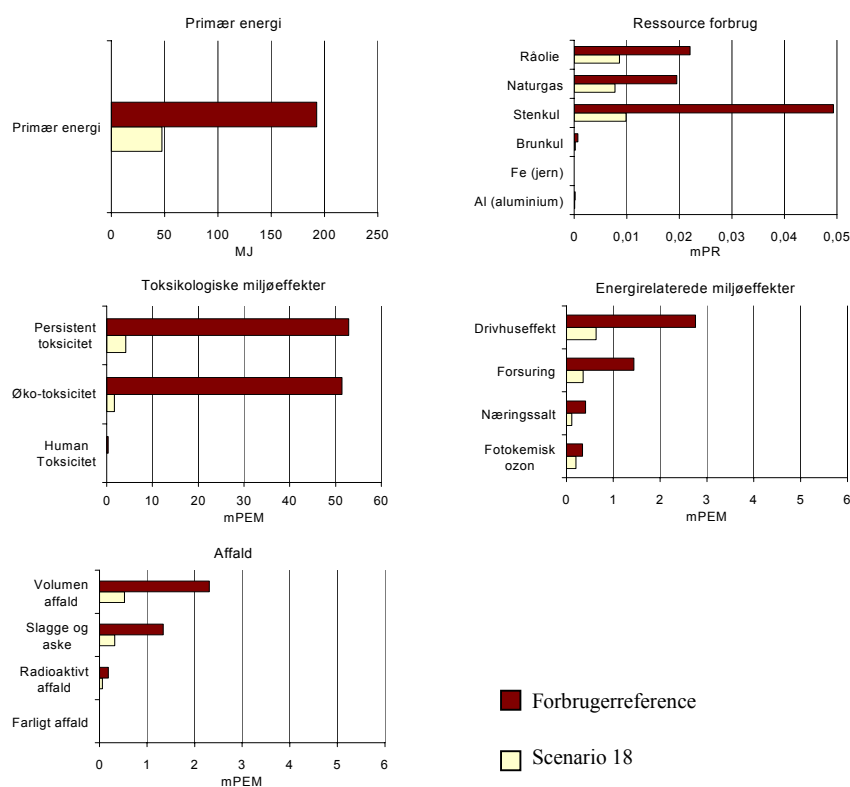 Primær energi
Primær energi
0 50 100 150 200 250
MJ
Ressource forbrug
Råolie
Naturgas
Stenkul
Brunkul
Fe (jern)
Al (aluminium)
0 0,01 0,02 0,03 0,04 0,05
mPR
Toksikologiske miljøeffekter
Persistent
toksicitet
Øko-toksicitet
Human
Toksicitet
0 10 20 30 40 50 60
mPEM
Energirelaterede miljøeffekter
Drivhuseffekt
Forsuring
Næringssalt
Fotokemisk
ozon
0 1 2 3 4 5 6
mPEM
Affald
Volumen
affald
Slagge og
aske
Radioaktivt
affald
Farligt affald
0 1 2 3 4 5 6
mPEM
Forbrugerreference
Scenario 18